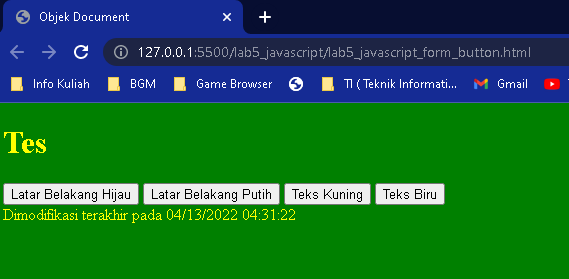 Objek Document
127.0.0.1:5500/lab5_javascript/lab5_javascript_form_button.html
Info Kuliah BGM Game Browser TI ( Teknik Informati... Gmail
Tes
Latar Belakang Hijau Latar Belakang Putih Teks Kuning Teks Biru
Dimodifikasi terakhir pada 04/13/2022 04:31:22